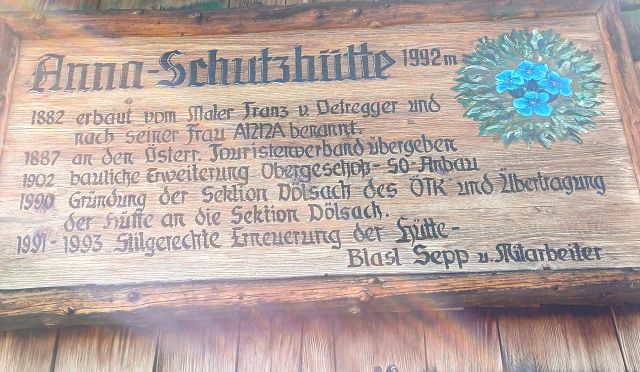 Anna-Schutzhütte 1992m
1882 erbaut vom Maler Franz v. Defregger und
nach seiner Frau ANNA benannt.
1887 an den Österr. Touristenverband übergeben
1902 bauliche Erweiterung Obergeschoß- SO-Anbau
1990 Gründung der Sektion Dölsach des ÖTK und Übertragung
der Hütte an die Sektion Dölsach.
1991-1993 Stilgerechte Erneuerung der Hütte-
Blasl Sepp u. Mitarbeiter